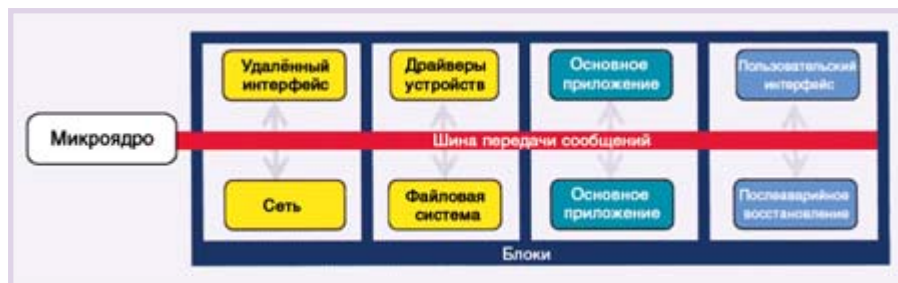 Удалённый
интерфейс
Драйверы
устройств
Основное
приложение
Пользовательский
интерфейс
Микроядро
Шина передачи сообщений
Сеть
Файловая
система
Основное
приложение
Послеаварийное
восстановление
Блоки